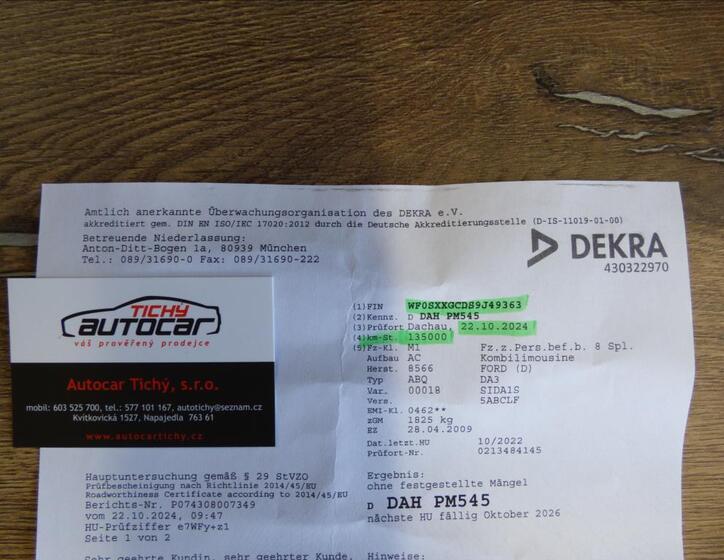 Amtlich anerkannte Überwachungsorganisation des DEKRA e.V.
akkreditiert gem. DIN EN ISO/IEC 17020:2012 durch die Deutsche Akkreditierungsstelle (D-IS-11019-01-00)
Betreuende Niederlassung:
Anton-Ditt-Bogen 1a, 80939 München
Tel.: 089/31690-0 Fax: 089/31690-222
DEKRA
430322970
TICHÝ
autocar
váš prověřený prodejce
Autocar Tichý, s.r.o.
mobil: 603 525 700, tel.: 577 101 167, autotichy@seznam.cz
Kvítkovická 1527, Napajedla 763 61
www.autocartichy.cz
(1) FIN WF0SXXGCDS9J49363
(2) Kennz. D DAH PM545
(3) Prüfort Dachau, 22.10.2024
(4) km-St. 135000
(5) Fz-Kl. M1 Fz.z.Pers.bef.b. 8 Spl.
Aufbau AC Kombilimousine
Herst. 8566 FORD (D)
Typ ABQ DA3
Var. 00018 SIDA1S
Vers. 5ABCLF
EMI-Kl. 0462**
zGM 1825 kg
EZ 28.04.2009
Dat.letzt.HU 10/2022
Prüfort-Nr. 0213484145
Hauptuntersuchung gemäß § 29 StVZO
Prüfbescheinigung nach Richtlinie 2014/45/EU
Roadworthiness Certificate according to 2014/45/EU
Berichts-Nr. P074308007349
vom 22.10.2024, 09:47
HU-Prüfziffer e7WFy+z1
Seite 1 von 2
Ergebnis:
ohne festgestellte Mängel
D DAH PM545
nächste HU fällig Oktober 2026
Sehr geehrte Kundin, sehr geehrter Kunde,
Hinweise: